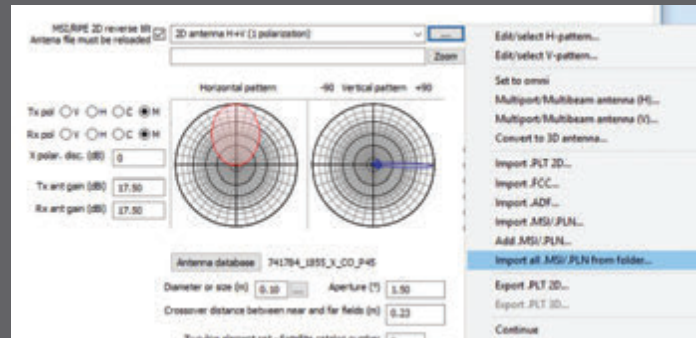 MSI/RPE 2D reverse tilt
Antena file must be reloaded
2D antenna H+V (1 polarization)
...
Zoom
Horizontal pattern
-90 Vertical pattern +90
Tx pol V H C M
Rx pol V H C M
X polar. disc. (dB) 0
Tx ant gain (dBi) 17.50
Rx ant gain (dBi) 17.50
Antenna database 741784_1855_X_CO_P45
Diameter or size (m) 0.10 ... Aperture (°) 1.50
Crossover distance between near and far fields (m) 0.23
Edit/select H-pattern...
Edit/select V-pattern...
Set to omni
Multiport/Multibeam antenna (H)...
Multiport/Multibeam antenna (V)...
Convert to 3D antenna...
Import .PLT 2D...
Import .FCC...
Import .ADF...
Import .MSI/.PLN...
Add .MSI/.PLN...
Import all .MSI/.PLN from folder...
Export .PLT 2D...
Export .PLT 3D...
Continue